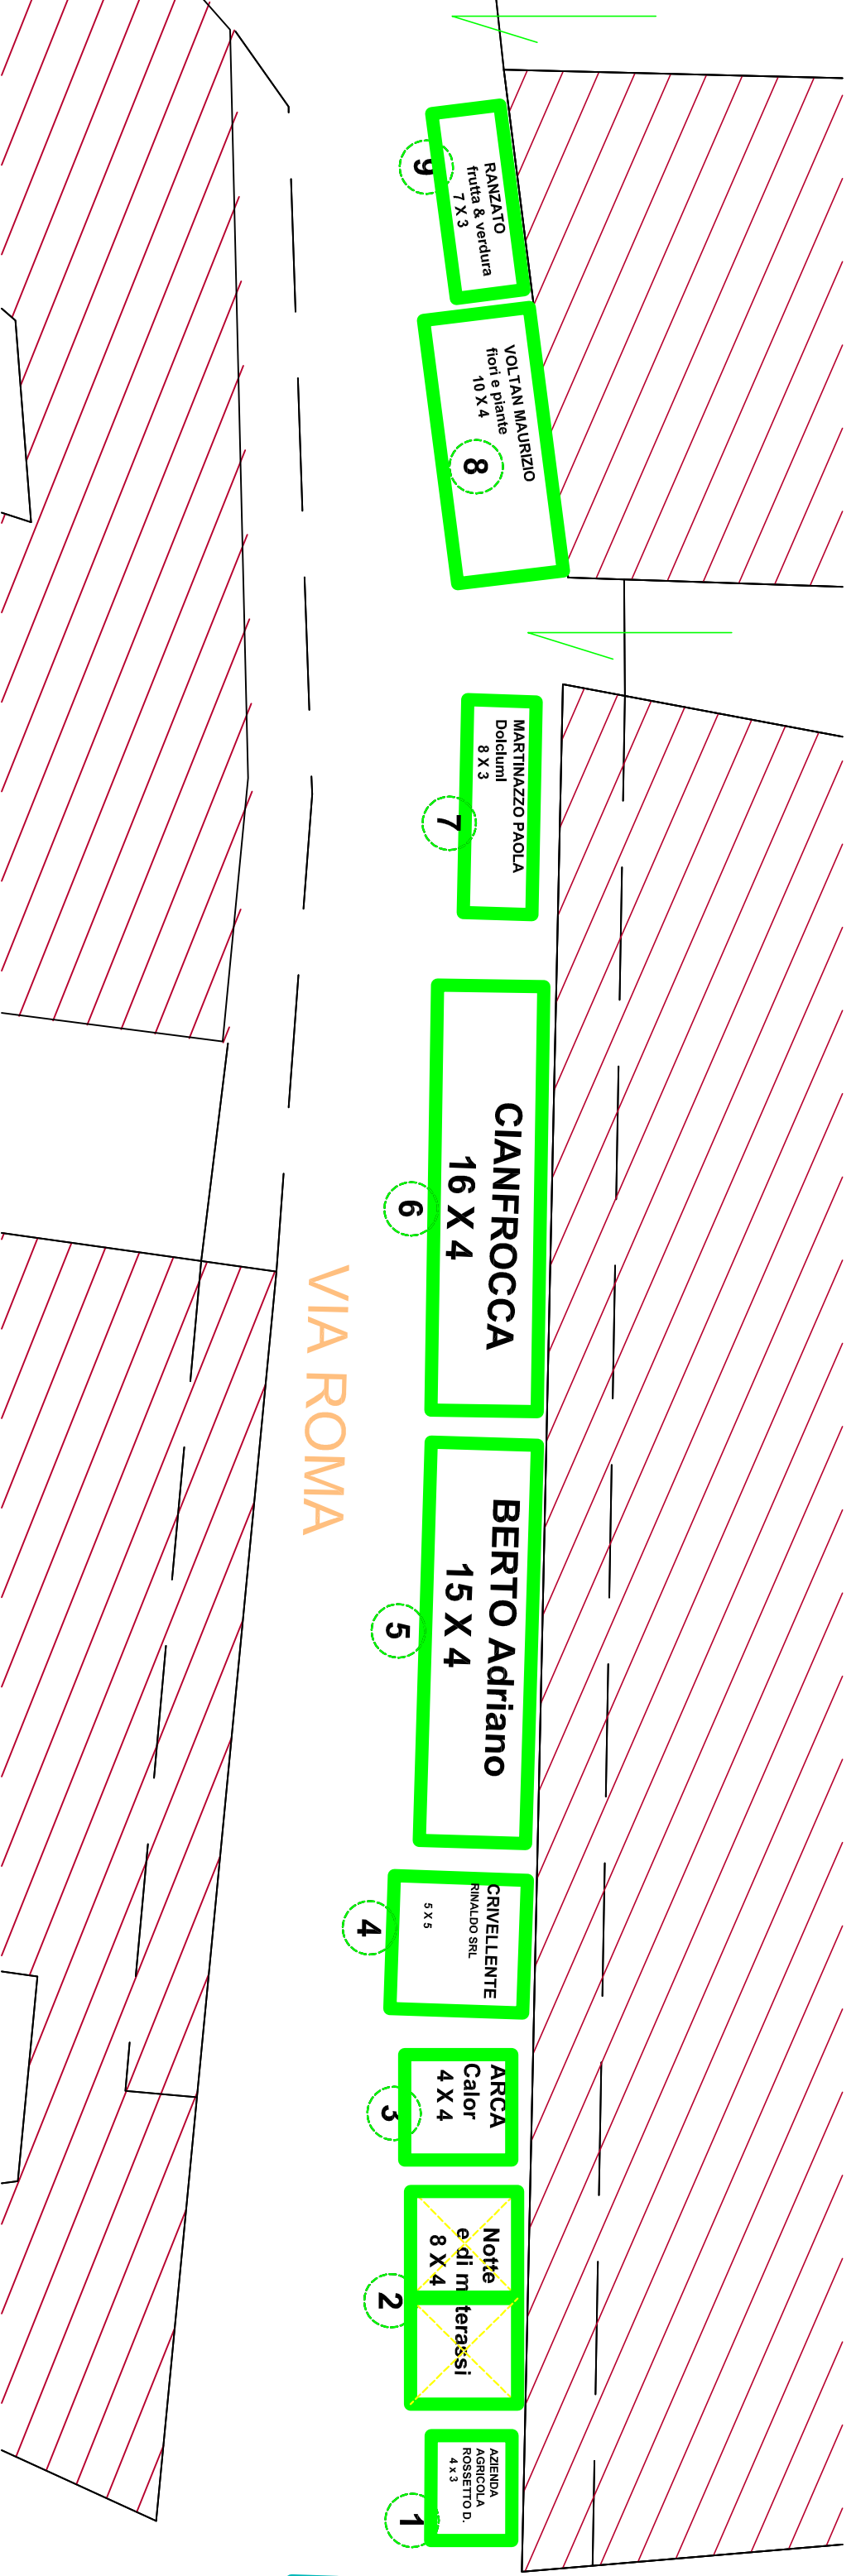 9
RANZATO
frutta & verdura
7 X 3
VOLTAN MAURIZIO
fiori e piante
10 X 4
8
MARTINAZZO PAOLA
DolciumI
8 X 3
7
CIANFROCCA
16 X 4
6
VIA ROMA
BERTO Adriano
15 X 4
5
CRIVELLENTE
RINALDO SRL
5 X 5
4
ARCA
Calor
4 X 4
3
Notte
e di m terassi
8 X 4
2
AZIENDA
AGRICOLA
ROSSETTO D.
4 x 3
1